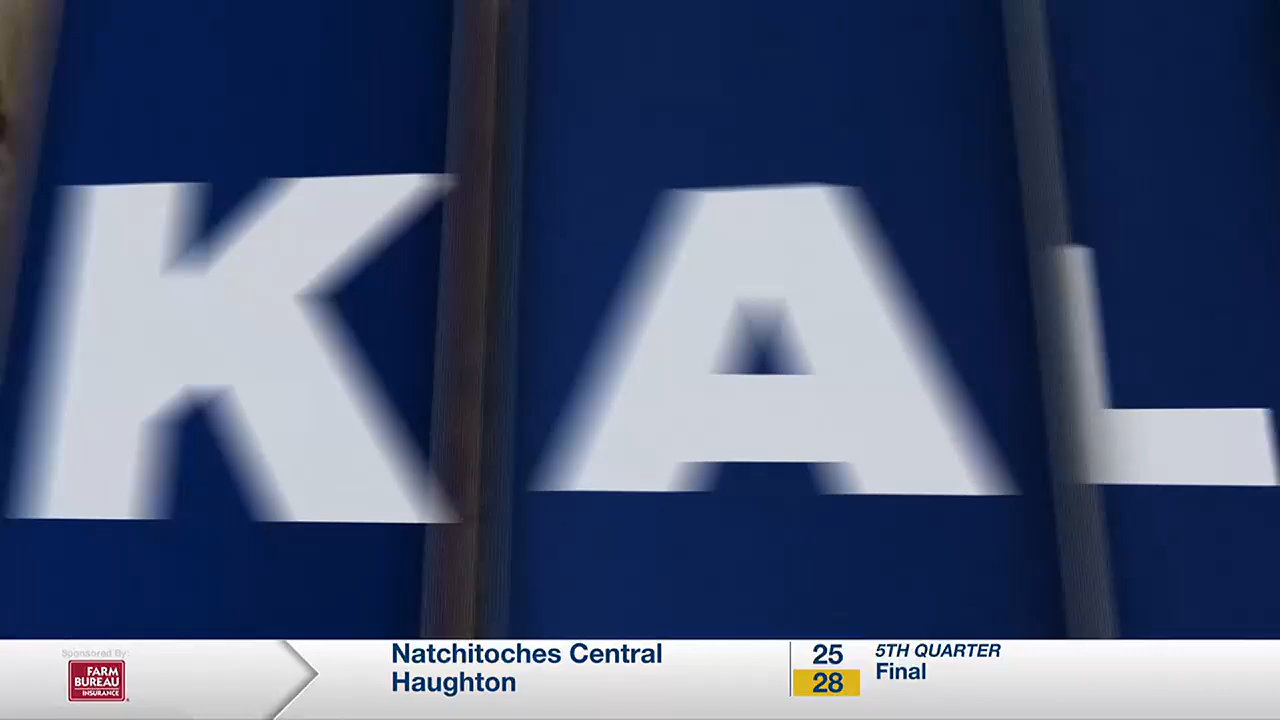 KAL
Sponsored By:
FARM
BUREAU
INSURANCE
Natchitoches Central
Haughton
25
28
5TH QUARTER
Final